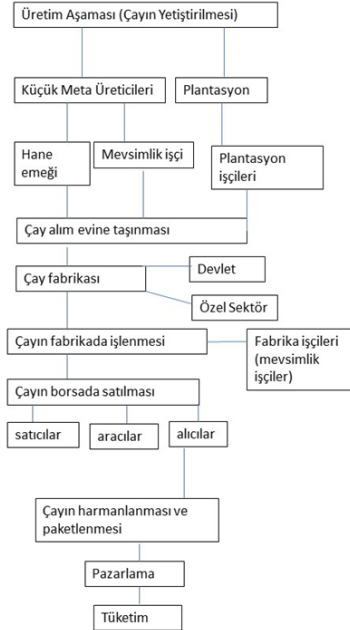 Üretim Aşaması (Çayın Yetiştirilmesi)
Küçük Meta Üreticileri
Plantasyon
Hane
emeği
Mevsimlik işçi
Plantasyon
işçileri
Çay alım evine taşınması
Çay fabrikası
Devlet
Özel Sektör
Çayın fabrikada işlenmesi
Fabrika işçileri
(mevsimlik
işçiler)
Çayın borsada satılması
satıcılar
aracılar
alıcılar
Çayın harmanlanması ve
paketlenmesi
Pazarlama
Tüketim